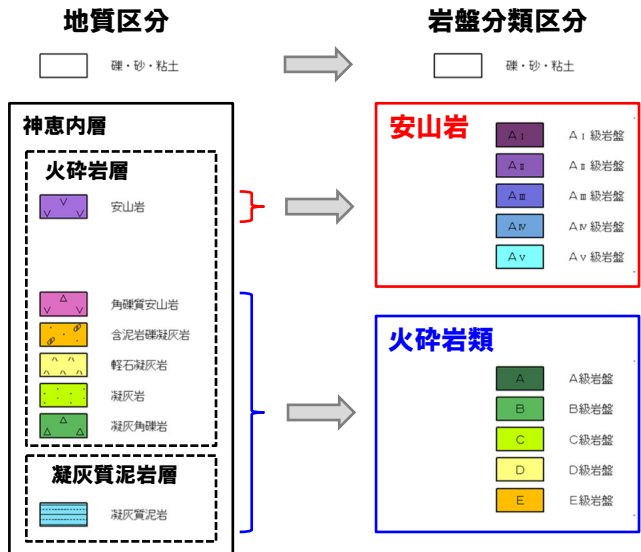 地質区分
岩盤分類区分
礫・砂・粘土
礫・砂・粘土
神恵内層
火砕岩層
安山岩
角礫質安山岩
含泥岩礫凝灰岩
軽石凝灰岩
凝灰岩
凝灰角礫岩
凝灰質泥岩層
凝灰質泥岩
安山岩
AⅠ AⅠ級岩盤
AⅡ AⅡ級岩盤
AⅢ AⅢ級岩盤
AⅣ AⅣ級岩盤
AⅤ AⅤ級岩盤
火砕岩類
A A級岩盤
B B級岩盤
C C級岩盤
D D級岩盤
E E級岩盤